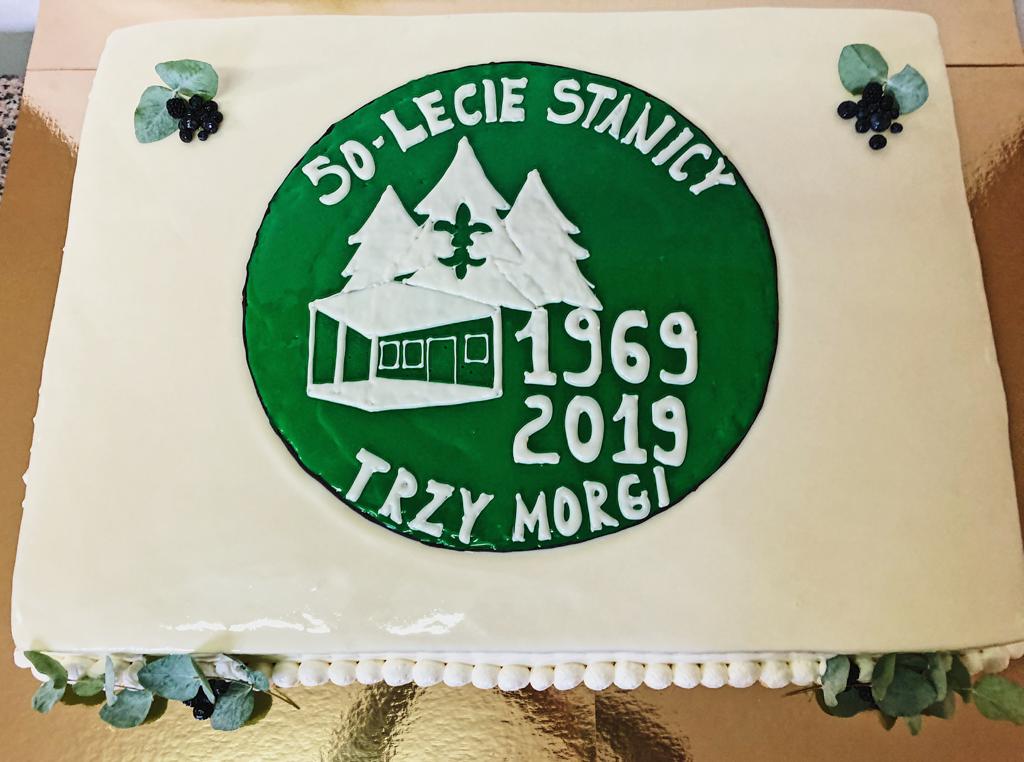 50-LECIE STANICY
1969
2019
TRZY MORGI